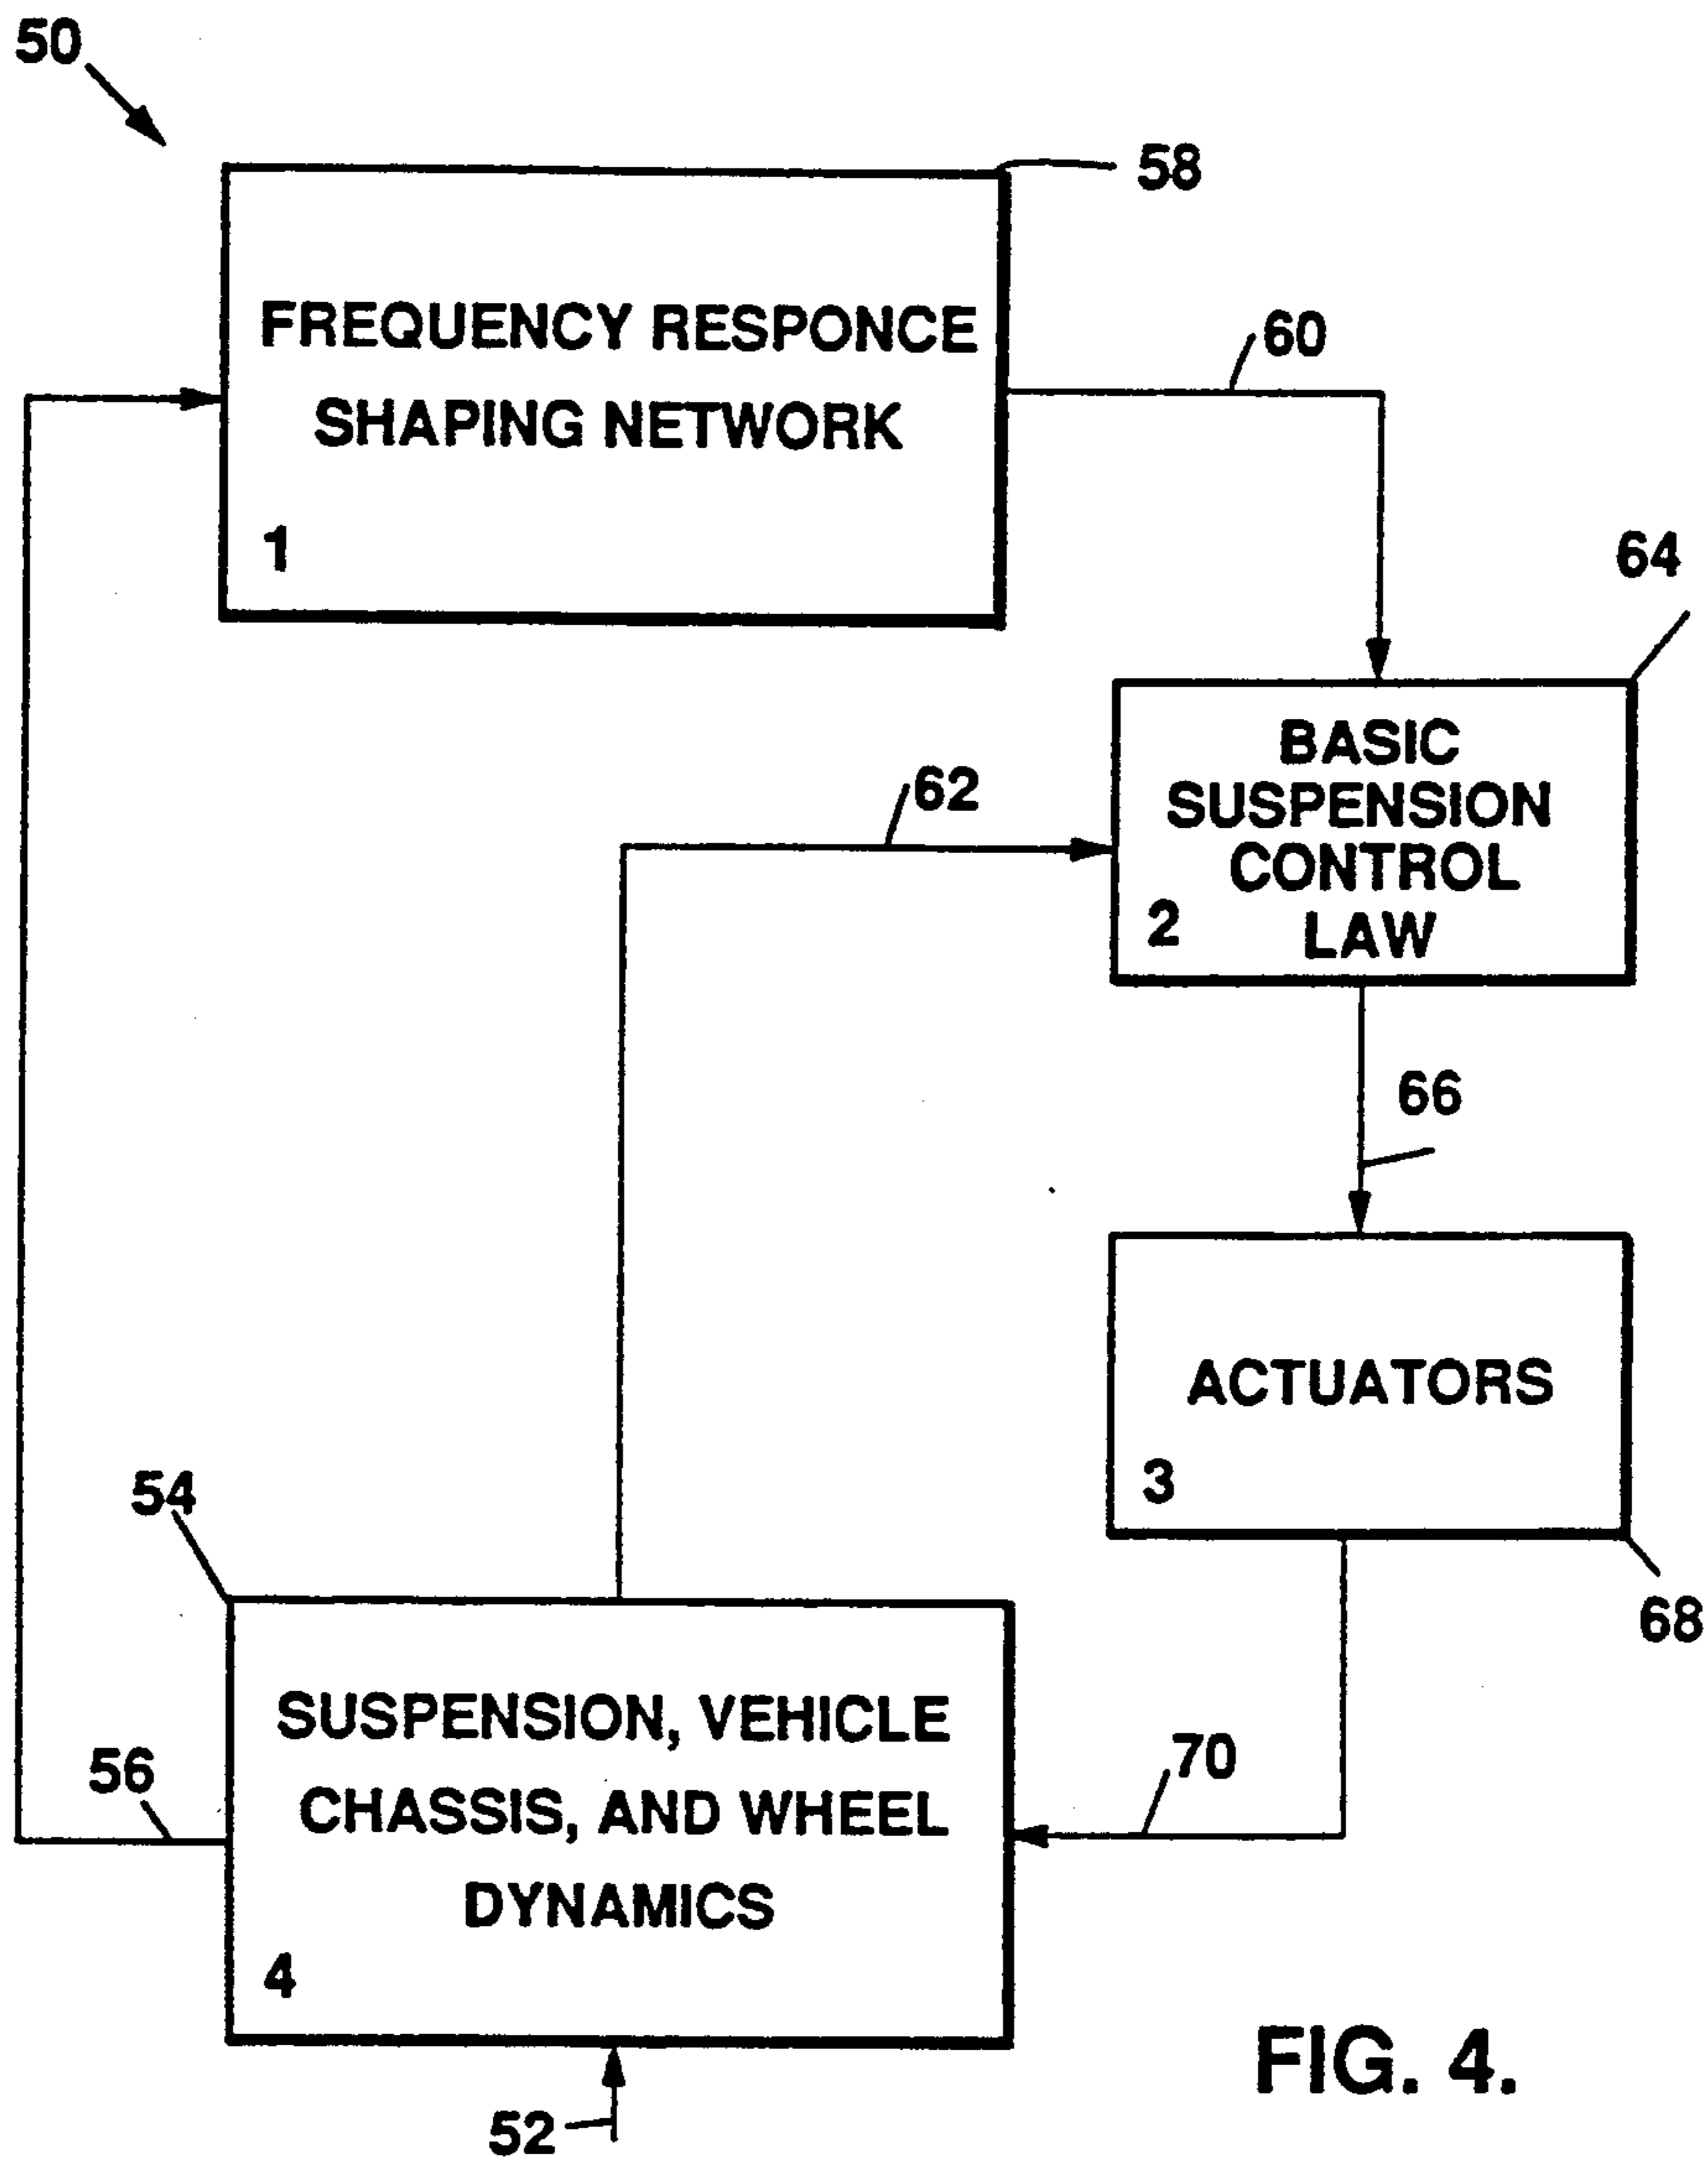 50
58
FREQUENCY RESPONCE
SHAPING NETWORK
1
60
64
BASIC
SUSPENSION
CONTROL
LAW
2
62
66
ACTUATORS
3
68
54
SUSPENSION, VEHICLE
CHASSIS, AND WHEEL
DYNAMICS
4
56
70
52
FIG. 4.